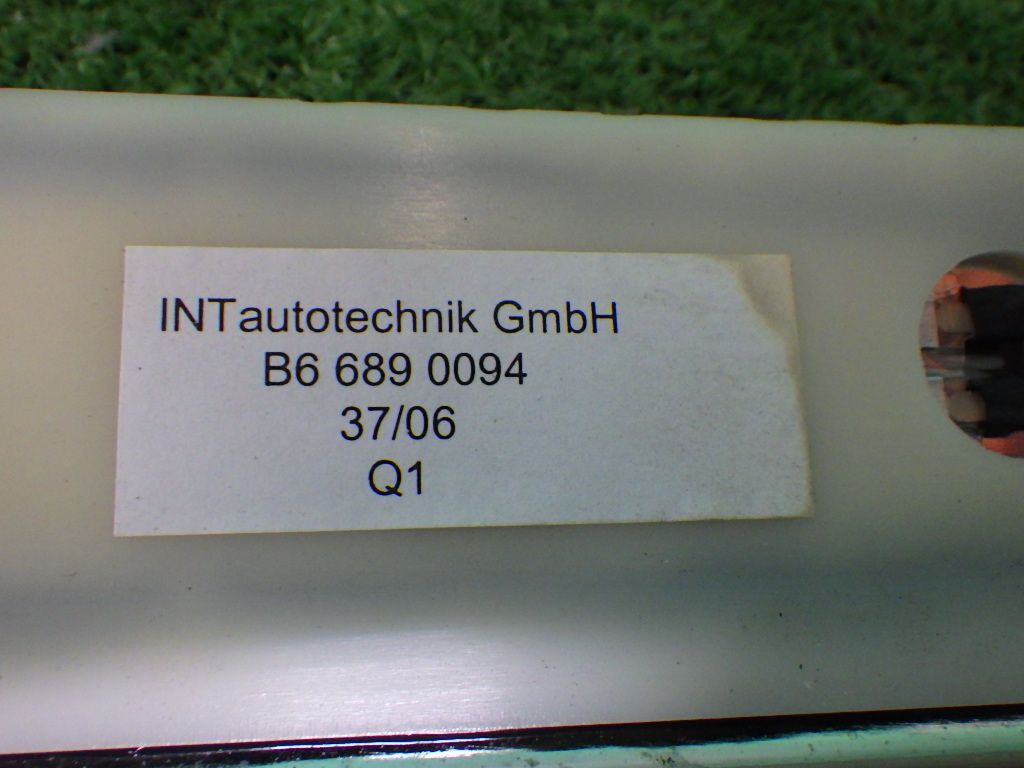 INTautotechnik GmbH
B6 689 0094
37/06
Q1